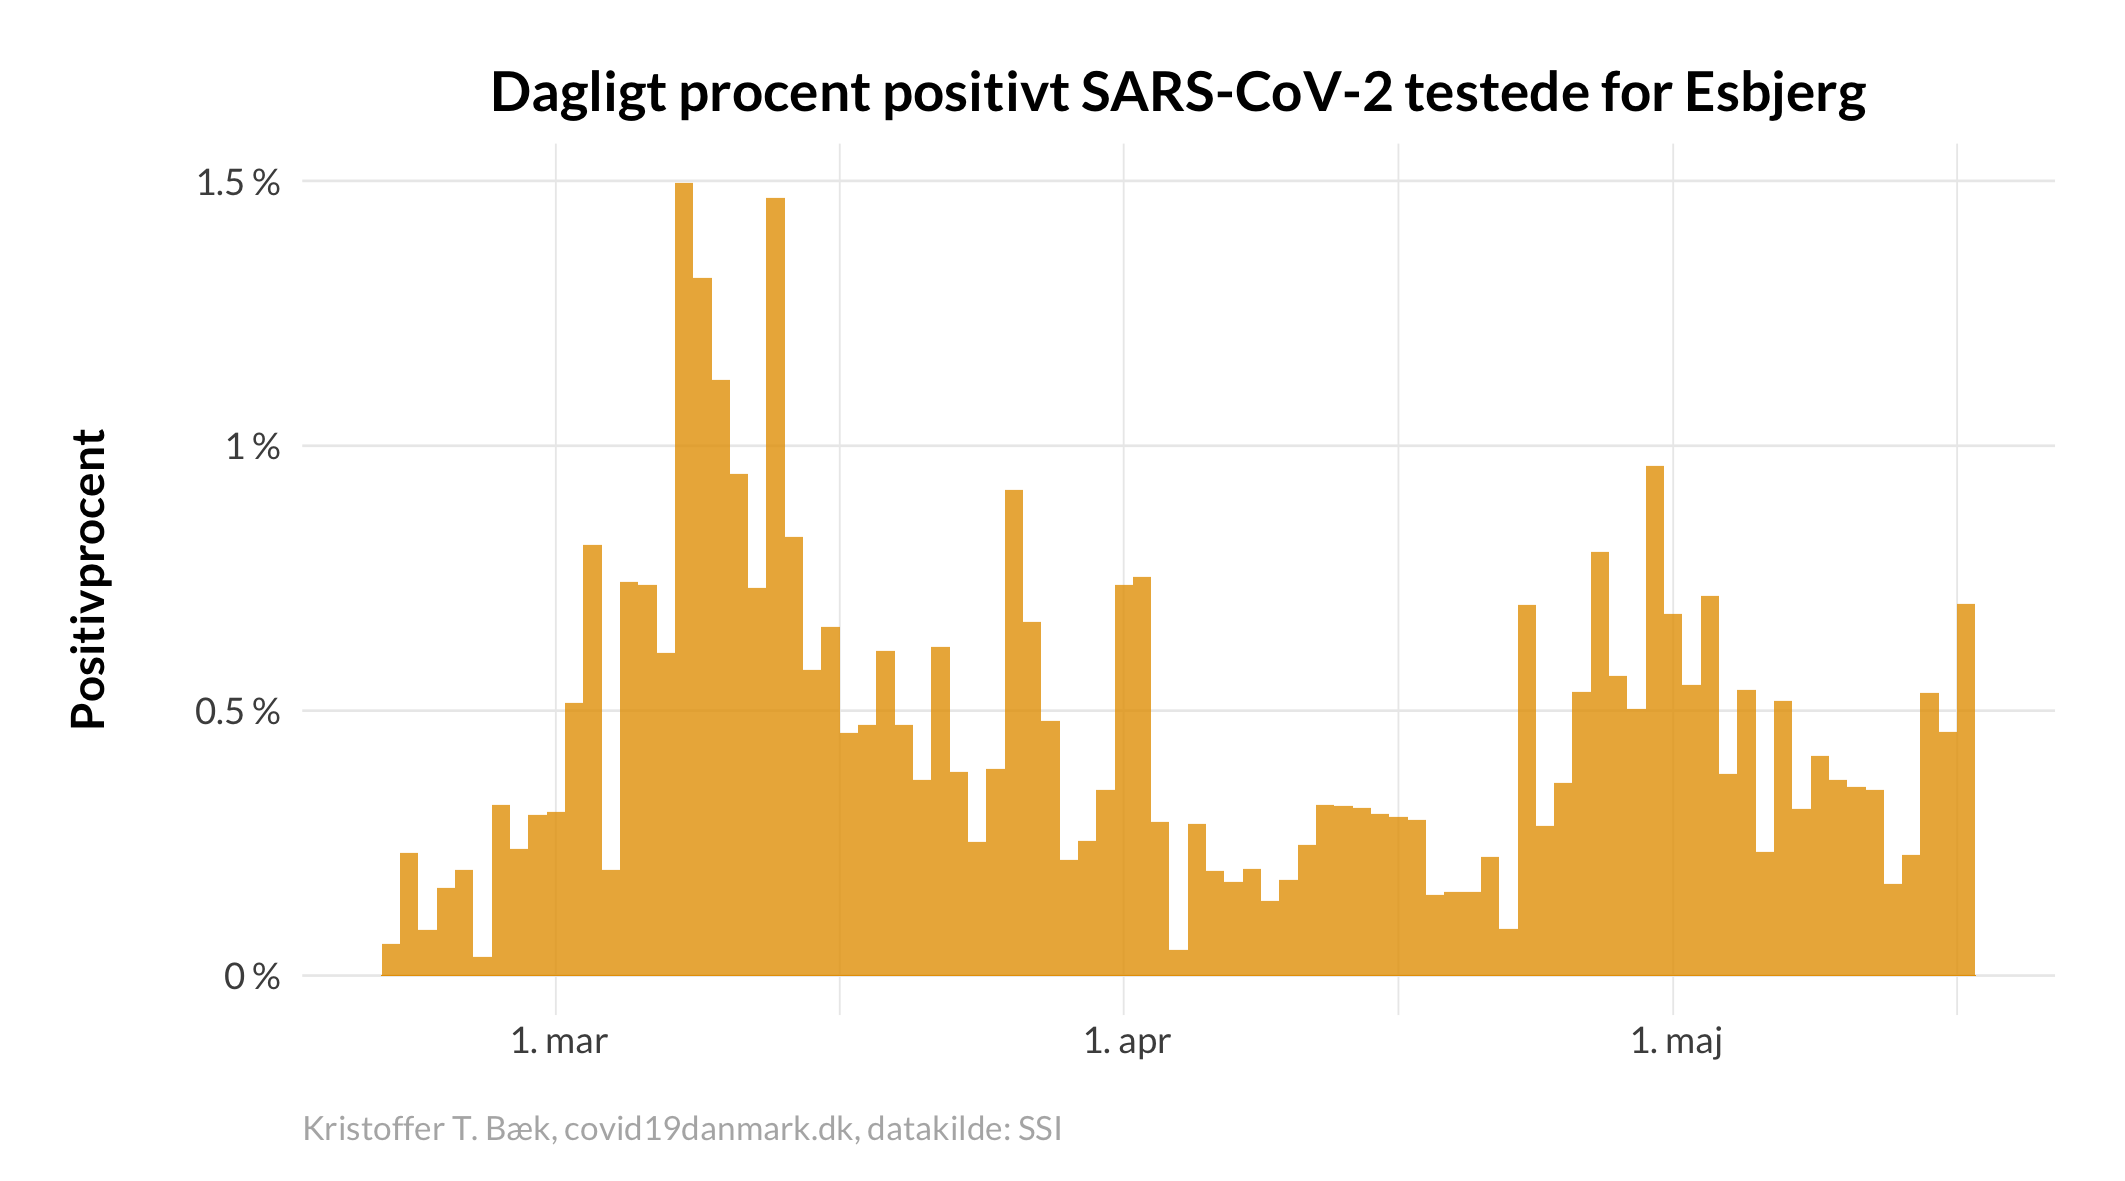 Dagligt procent positivt SARS-CoV-2 testede for Esbjerg
Positivprocent
1.5 %
1 %
0.5 %
0 %
1. mar
1. apr
1. maj
Kristoffer T. Bæk, covid19danmark.dk, datakilde: SSI